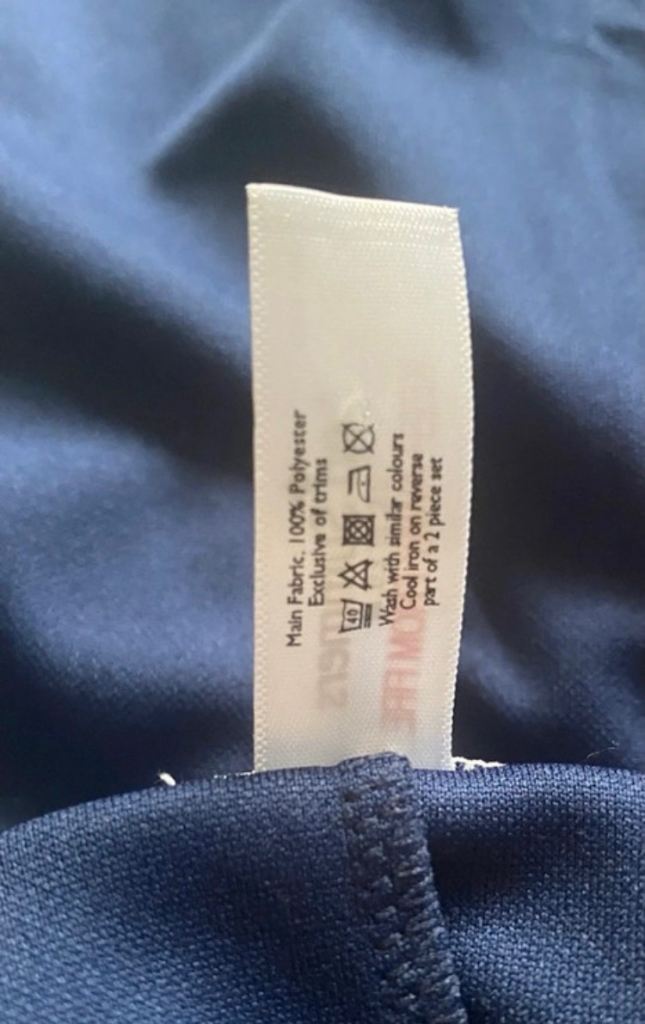 Main Fabric. 100% Polyester
Exclusive of trims
40
Wash with similar colours
Cool iron on reverse
part of a 2 piece set